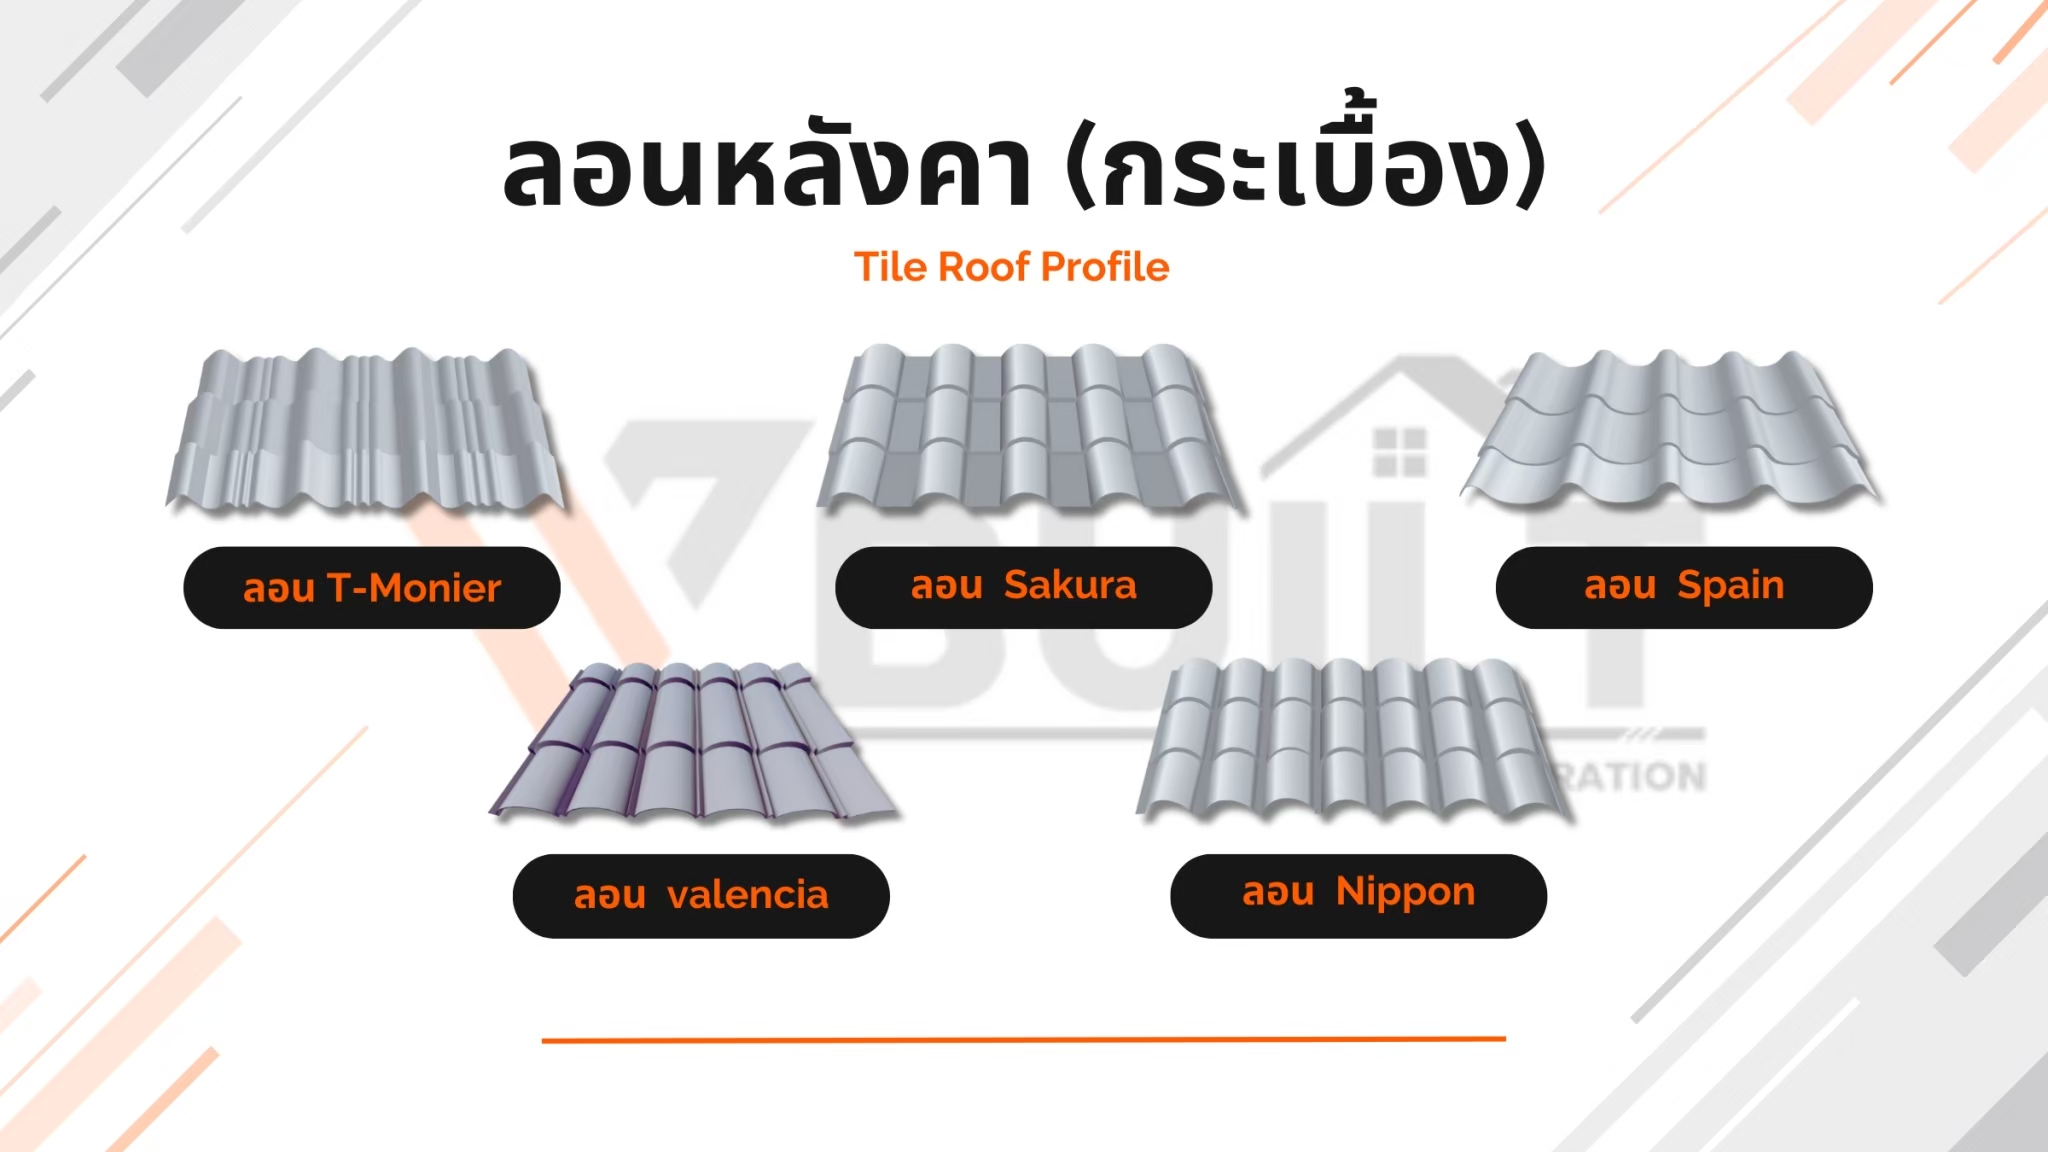 ลอนหลังคา (กระเบื้อง)
Tile Roof Profile
ลอน T-Monier
ลอน Sakura
ลอน Spain
ลอน valencia
ลอน Nippon
BUILT
RATION